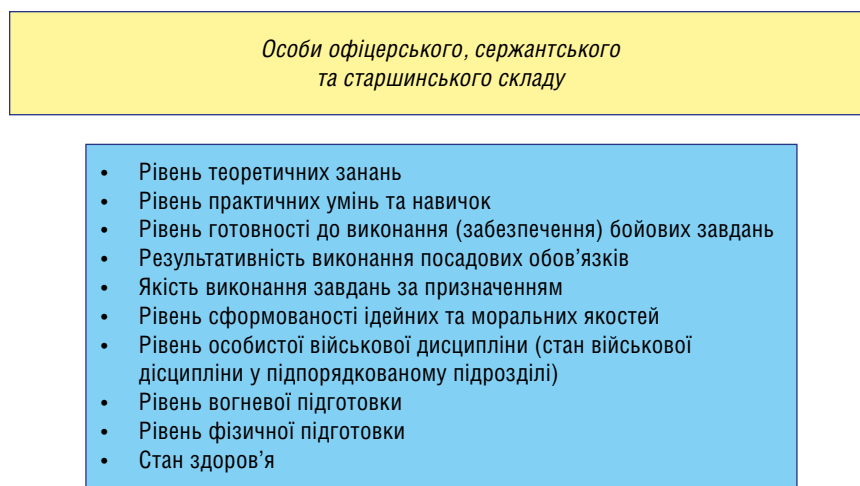 Особи офіцерського, сержантського
та старшинського складу
• Рівень теоретичних занань
• Рівень практичних умінь та навичок
• Рівень готовності до виконання (забезпечення) бойових завдань
• Результативність виконання посадових обов’язків
• Якість виконання завдань за призначенням
• Рівень сформованості ідейних та моральних якостей
• Рівень особистої військової дисципліни (стан військової
дісципліни у підпорядкованому підрозділі)
• Рівень вогневої підготовки
• Рівень фізичної підготовки
• Стан здоров’я